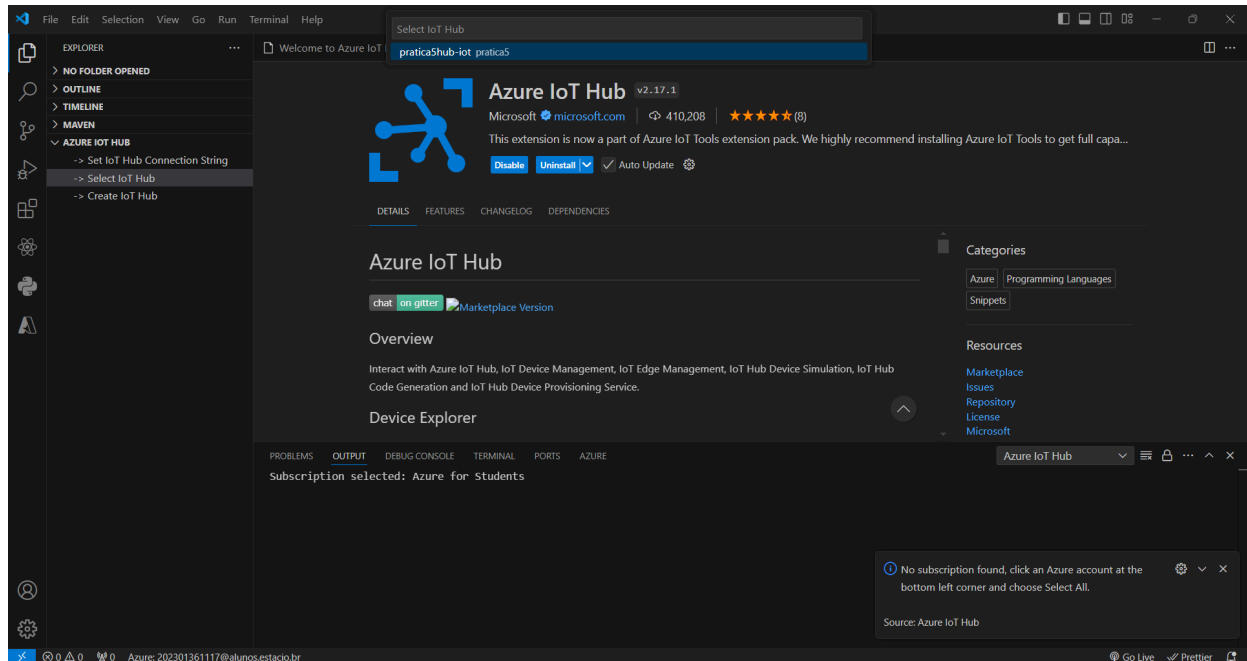 File Edit Selection View Go Run Terminal Help
Select IoT Hub
pratica5hub-iot pratica5
EXPLORER
NO FOLDER OPENED
OUTLINE
TIMELINE
MAVEN
AZURE IOT HUB
-> Set IoT Hub Connection String
-> Select IoT Hub
-> Create IoT Hub
Welcome to Azure IoT
Azure IoT Hub v2.17.1
Microsoft microsoft.com 410,208 (8)
This extension is now a part of Azure IoT Tools extension pack. We highly recommend installing Azure IoT Tools to get full capa...
Disable Uninstall Auto Update
DETAILS FEATURES CHANGELOG DEPENDENCIES
Azure IoT Hub
chat on gitter Marketplace Version
Overview
Interact with Azure IoT Hub, IoT Device Management, IoT Edge Management, IoT Hub Device Simulation, IoT Hub
Code Generation and IoT Hub Device Provisioning Service.
Device Explorer
Categories
Azure Programming Languages
Snippets
Resources
Marketplace
Issues
Repository
License
Microsoft
PROBLEMS OUTPUT DEBUG CONSOLE TERMINAL PORTS AZURE
Azure IoT Hub
Subscription selected: Azure for Students
No subscription found, click an Azure account at the
bottom left corner and choose Select All.
Source: Azure IoT Hub
0 0 0 Azure: 202301361117@alunos.estacio.br
Go Live Prettier